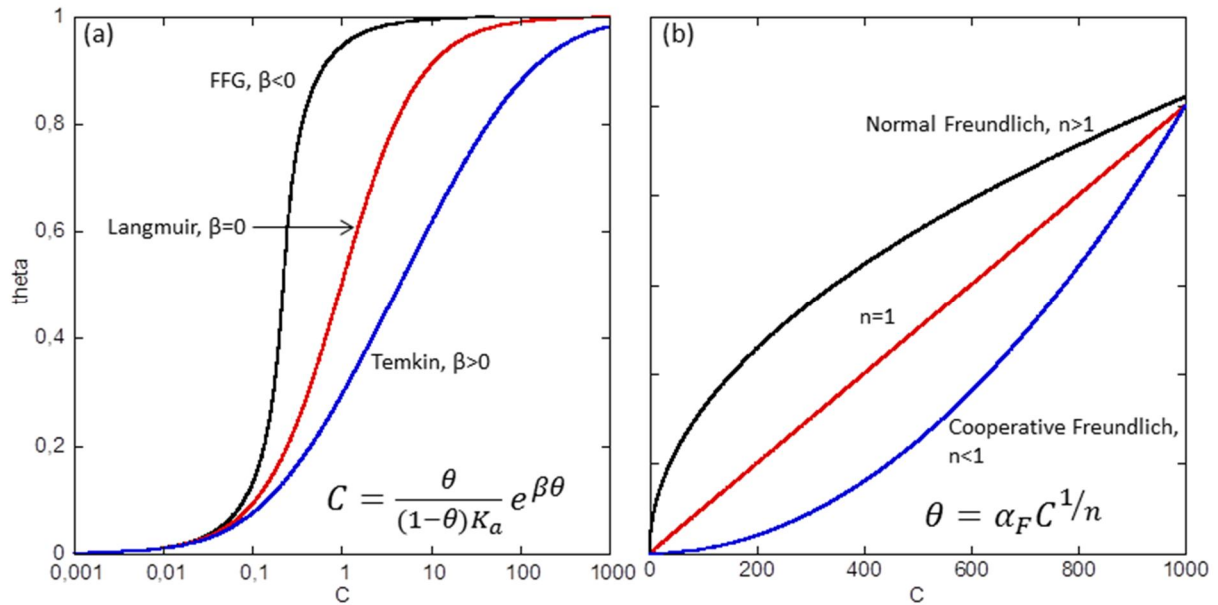 (a)
FFG, β<0
Langmuir, β=0
Temkin, β>0
C = θ/((1−θ)Kₐ) e^βθ
theta
1
0,8
0,6
0,4
0,2
0
0,001 0,01 0,1 1 10 100 1000
C
(b)
Normal Freundlich, n>1
n=1
Cooperative Freundlich,
n<1
θ = α_F C^1/n
0 200 400 600 800 1000
C